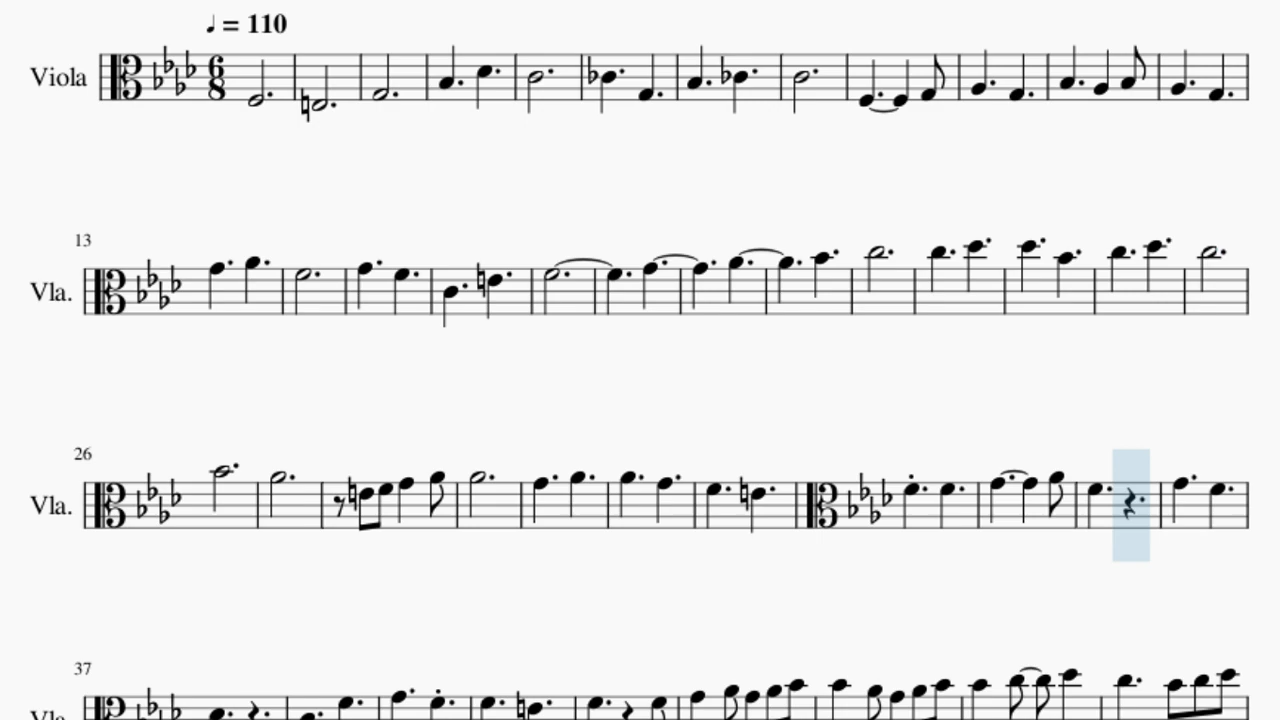 ♩ = 110
Viola
6
8
13
Vla.
26
Vla.
37
Vla.